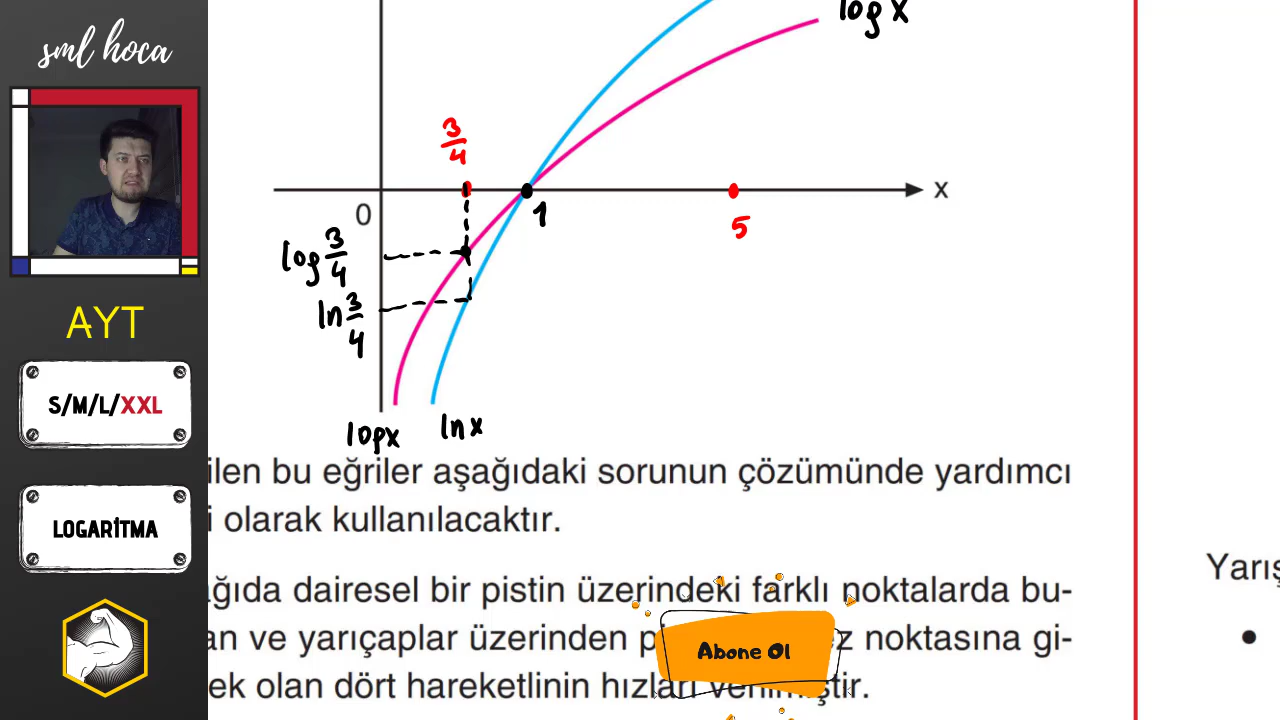 sml hoca
AYT
S/M/L/XXL
LOGARİTMA
log x
3/4
x
0
1
5
log 3/4
ln 3/4
logx
lnx
ilen bu eğriler aşağıdaki sorunun çözümünde yardımcı
i olarak kullanılacaktır.
ağıda dairesel bir pistin üzerindeki farklı noktalarda bu-
an ve yarıçaplar üzerinden p
z noktasına gi-
ek olan dört hareketlinin hızları verilmiştir.
Abone Ol
Yarış
•